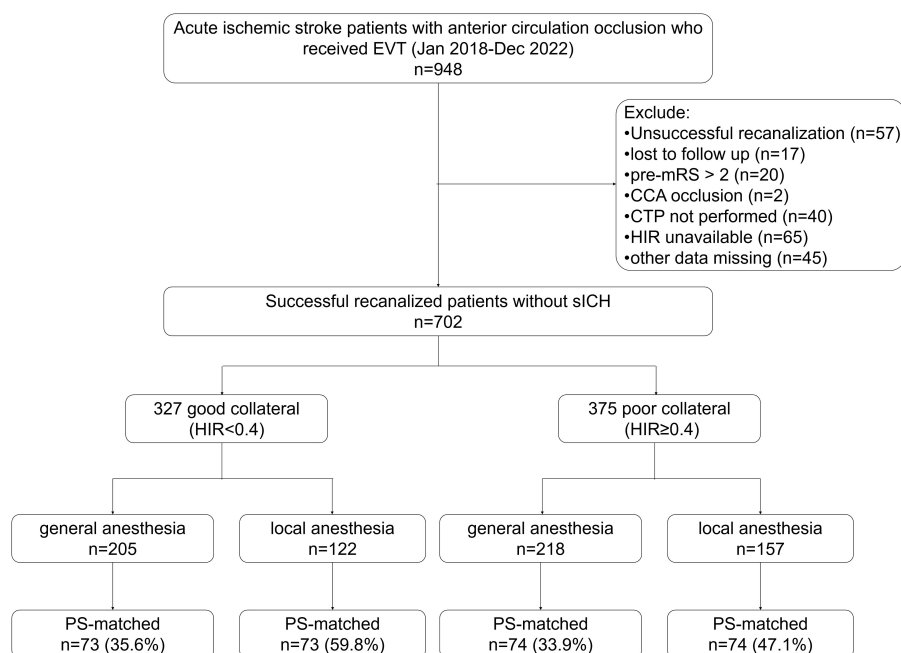 Acute ischemic stroke patients with anterior circulation occlusion who
received EVT (Jan 2018-Dec 2022)
n=948
Exclude:
•Unsuccessful recanalization (n=57)
•lost to follow up (n=17)
•pre-mRS > 2 (n=20)
•CCA occlusion (n=2)
•CTP not performed (n=40)
•HIR unavailable (n=65)
•other data missing (n=45)
Successful recanalized patients without sICH
n=702
327 good collateral
(HIR<0.4)
375 poor collateral
(HIR≥0.4)
general anesthesia
n=205
local anesthesia
n=122
general anesthesia
n=218
local anesthesia
n=157
PS-matched
n=73 (35.6%)
PS-matched
n=73 (59.8%)
PS-matched
n=74 (33.9%)
PS-matched
n=74 (47.1%)